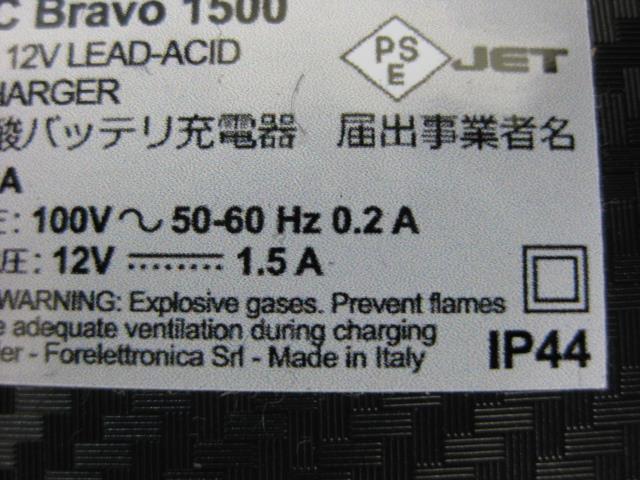 C Bravo 1500
12V LEAD-ACID
CHARGER
PS
E
JET
酸バッテリ充電器 届出事業者名
A
圧: 100V ～ 50-60 Hz 0.2 A
圧: 12V 1.5 A
WARNING: Explosive gases. Prevent flames
e adequate ventilation during charging
er - Forelettronica Srl - Made in Italy
IP44